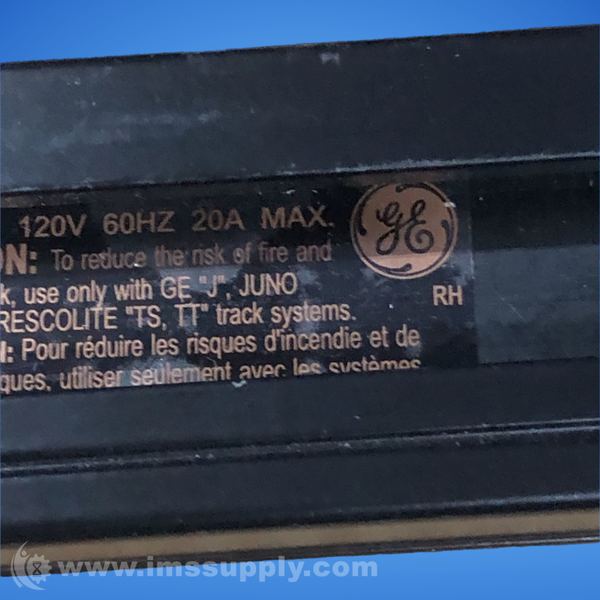 120V 60HZ 20A MAX.
GE
ON: To reduce the risk of fire and
k, use only with GE "J", JUNO
RESCOLITE "TS, TT" track systems.
RH
N: Pour réduire les risques d'incendie et de
ques, utiliser seulement avec les systèmes
www.imssupply.com